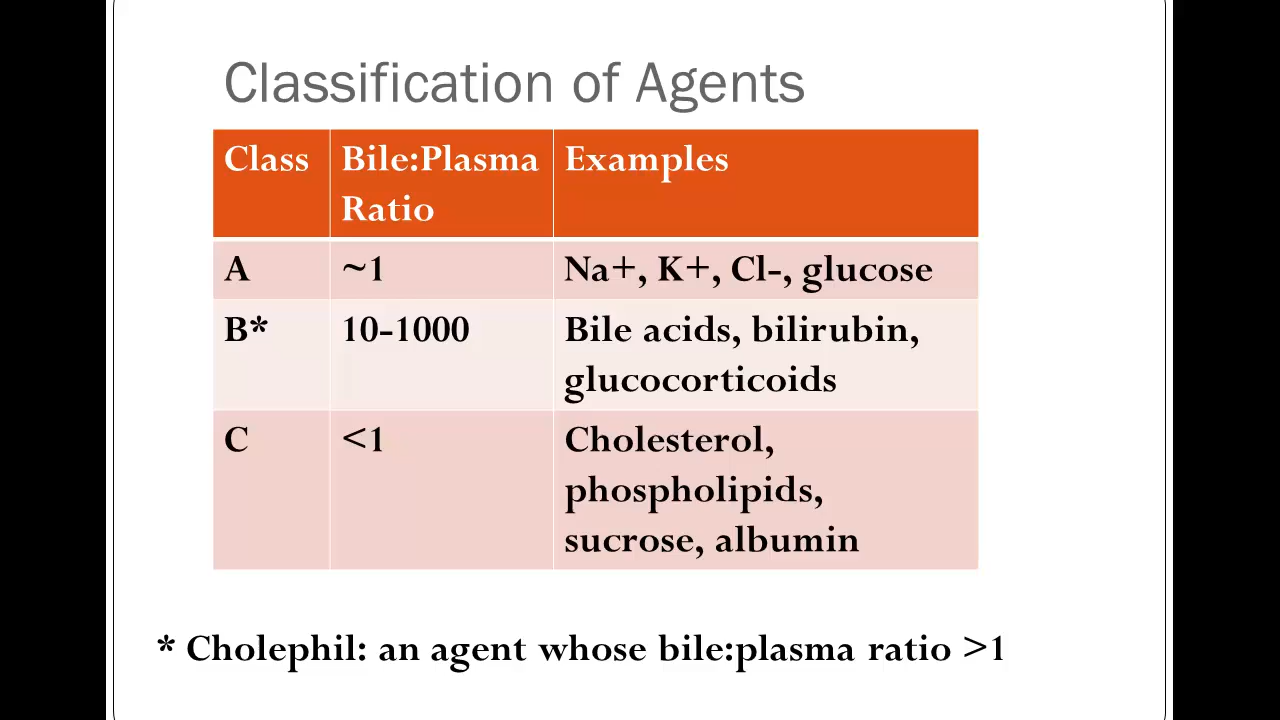 Classification of Agents
Class Bile:Plasma Ratio Examples
A ~1 Na+, K+, Cl-, glucose
B* 10-1000 Bile acids, bilirubin, glucocorticoids
C <1 Cholesterol, phospholipids, sucrose, albumin
* Cholephil: an agent whose bile:plasma ratio >1